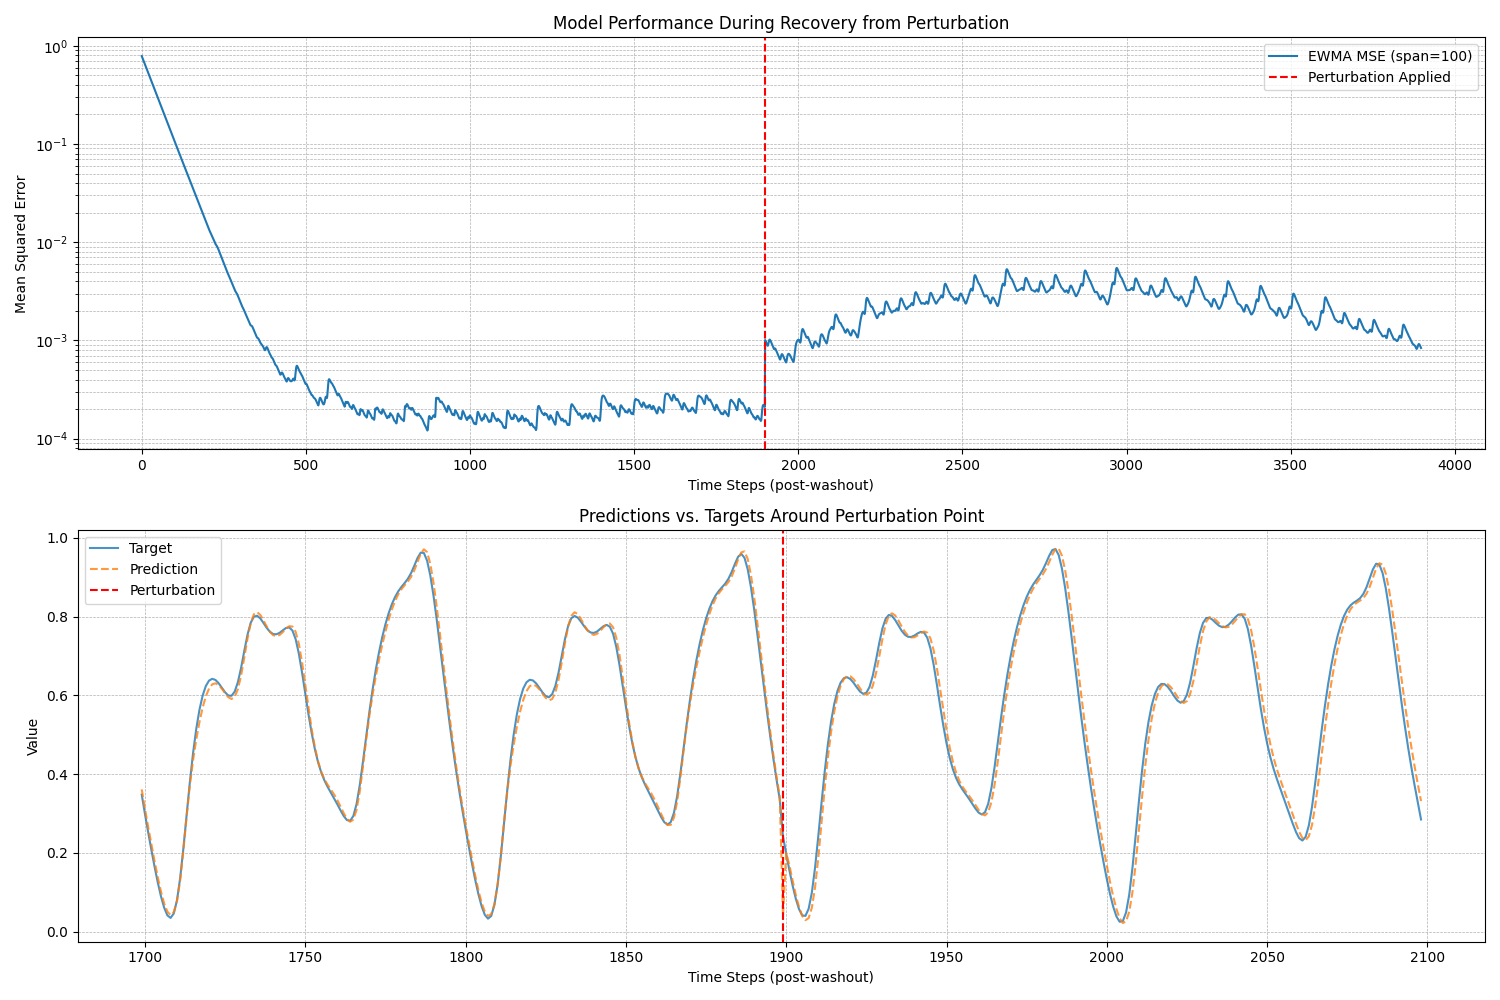 Model Performance During Recovery from Perturbation
Mean Squared Error
10^0
10^-1
10^-2
10^-3
10^-4
EWMA MSE (span=100)
Perturbation Applied
0 500 1000 1500 2000 2500 3000 3500 4000
Time Steps (post-washout)
Predictions vs. Targets Around Perturbation Point
Value
1.0
0.8
0.6
0.4
0.2
0.0
Target
Prediction
Perturbation
1700 1750 1800 1850 1900 1950 2000 2050 2100
Time Steps (post-washout)